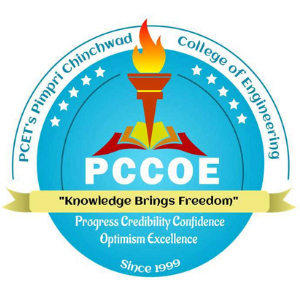 PCET's Pimpri Chinchwad College of Engineering
PCCOE
"Knowledge Brings Freedom"
Progress Credibility Confidence
Optimism Excellence
Since 1999